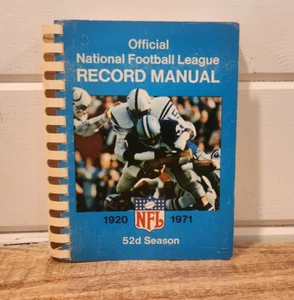 Official
National Football League
RECORD MANUAL
1920 NFL 1971
52d Season